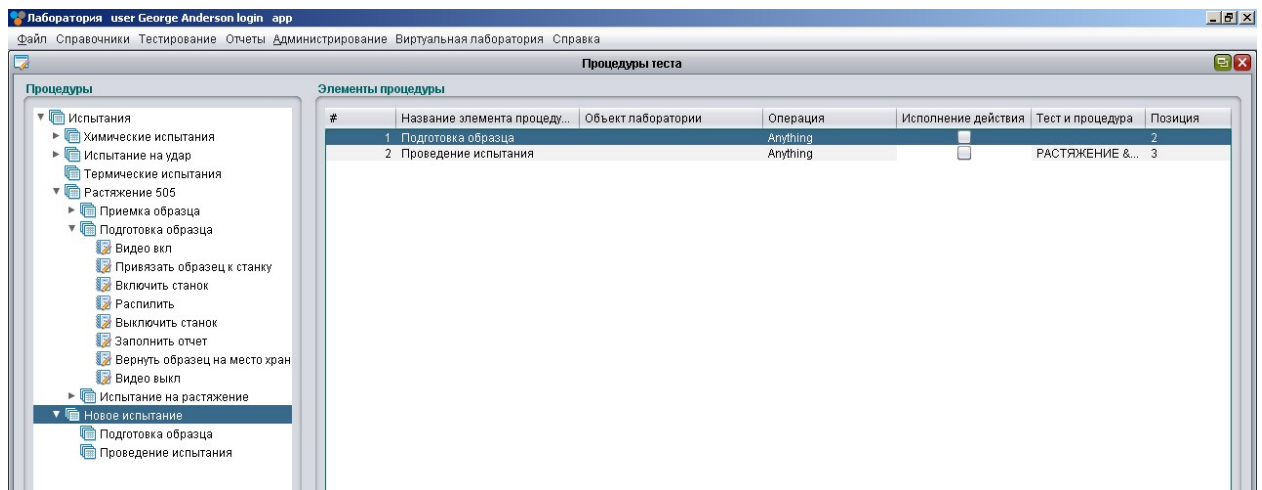 Лаборатория user George Anderson login app
Файл Справочники Тестирование Отчеты Администрирование Виртуальная лаборатория Справка
Процедуры теста
Процедуры
Испытания
Химические испытания
Испытание на удар
Термические испытания
Растяжение 505
Приемка образца
Подготовка образца
Видео вкл
Привязать образец к станку
Включить станок
Распилить
Выключить станок
Заполнить отчет
Вернуть образец на место хран
Видео выкл
Испытание на растяжение
Новое испытание
Подготовка образца
Проведение испытания
Элементы процедуры
# Название элемента процеду... Объект лаборатории Операция Исполнение действия Тест и процедура Позиция
1 Подготовка образца Anything 2
2 Проведение испытания Anything РАСТЯЖЕНИЕ &... 3